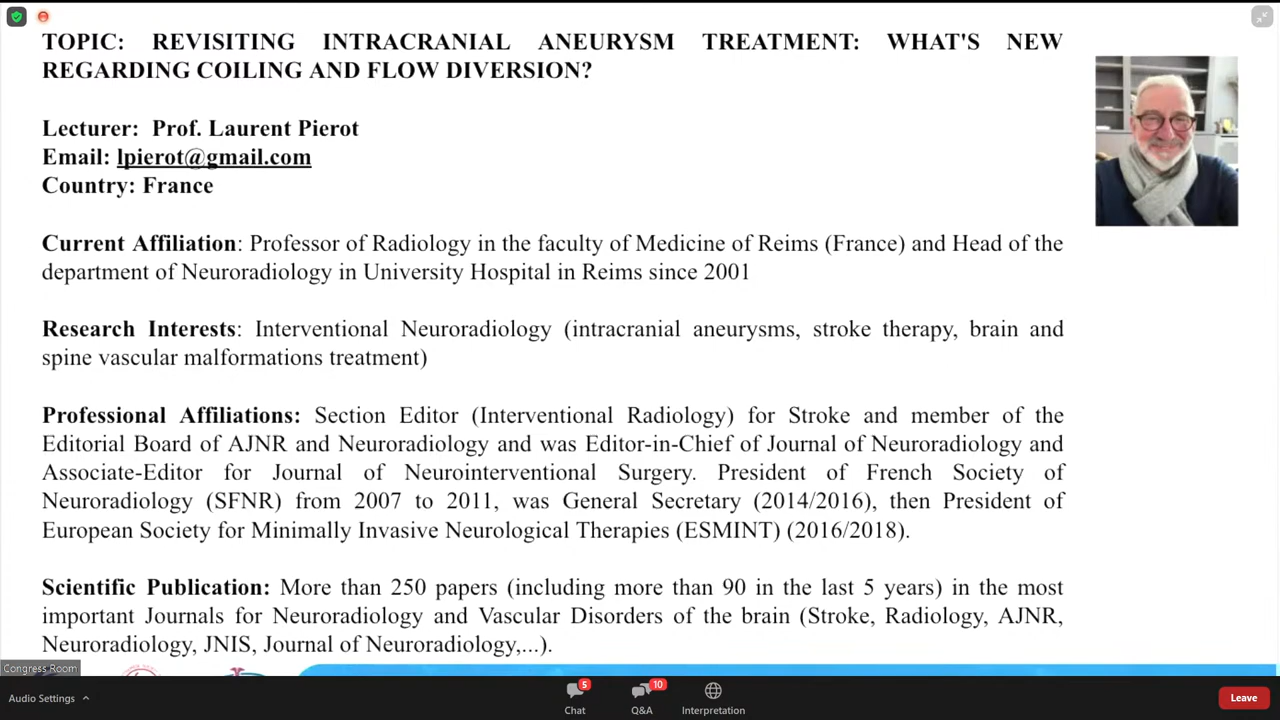 TOPIC: REVISITING INTRACRANIAL ANEURYSM TREATMENT: WHAT'S NEW
REGARDING COILING AND FLOW DIVERSION?
Lecturer: Prof. Laurent Pierot
Email: lpierot@gmail.com
Country: France
Current Affiliation: Professor of Radiology in the faculty of Medicine of Reims (France) and Head of the
department of Neuroradiology in University Hospital in Reims since 2001
Research Interests: Interventional Neuroradiology (intracranial aneurysms, stroke therapy, brain and
spine vascular malformations treatment)
Professional Affiliations: Section Editor (Interventional Radiology) for Stroke and member of the
Editorial Board of AJNR and Neuroradiology and was Editor-in-Chief of Journal of Neuroradiology and
Associate-Editor for Journal of Neurointerventional Surgery. President of French Society of
Neuroradiology (SFNR) from 2007 to 2011, was General Secretary (2014/2016), then President of
European Society for Minimally Invasive Neurological Therapies (ESMINT) (2016/2018).
Scientific Publication: More than 250 papers (including more than 90 in the last 5 years) in the most
important Journals for Neuroradiology and Vascular Disorders of the brain (Stroke, Radiology, AJNR,
Neuroradiology, JNIS, Journal of Neuroradiology,...).
Congress Room
Audio Settings
5
Chat
10
Q&A
Interpretation
Leave